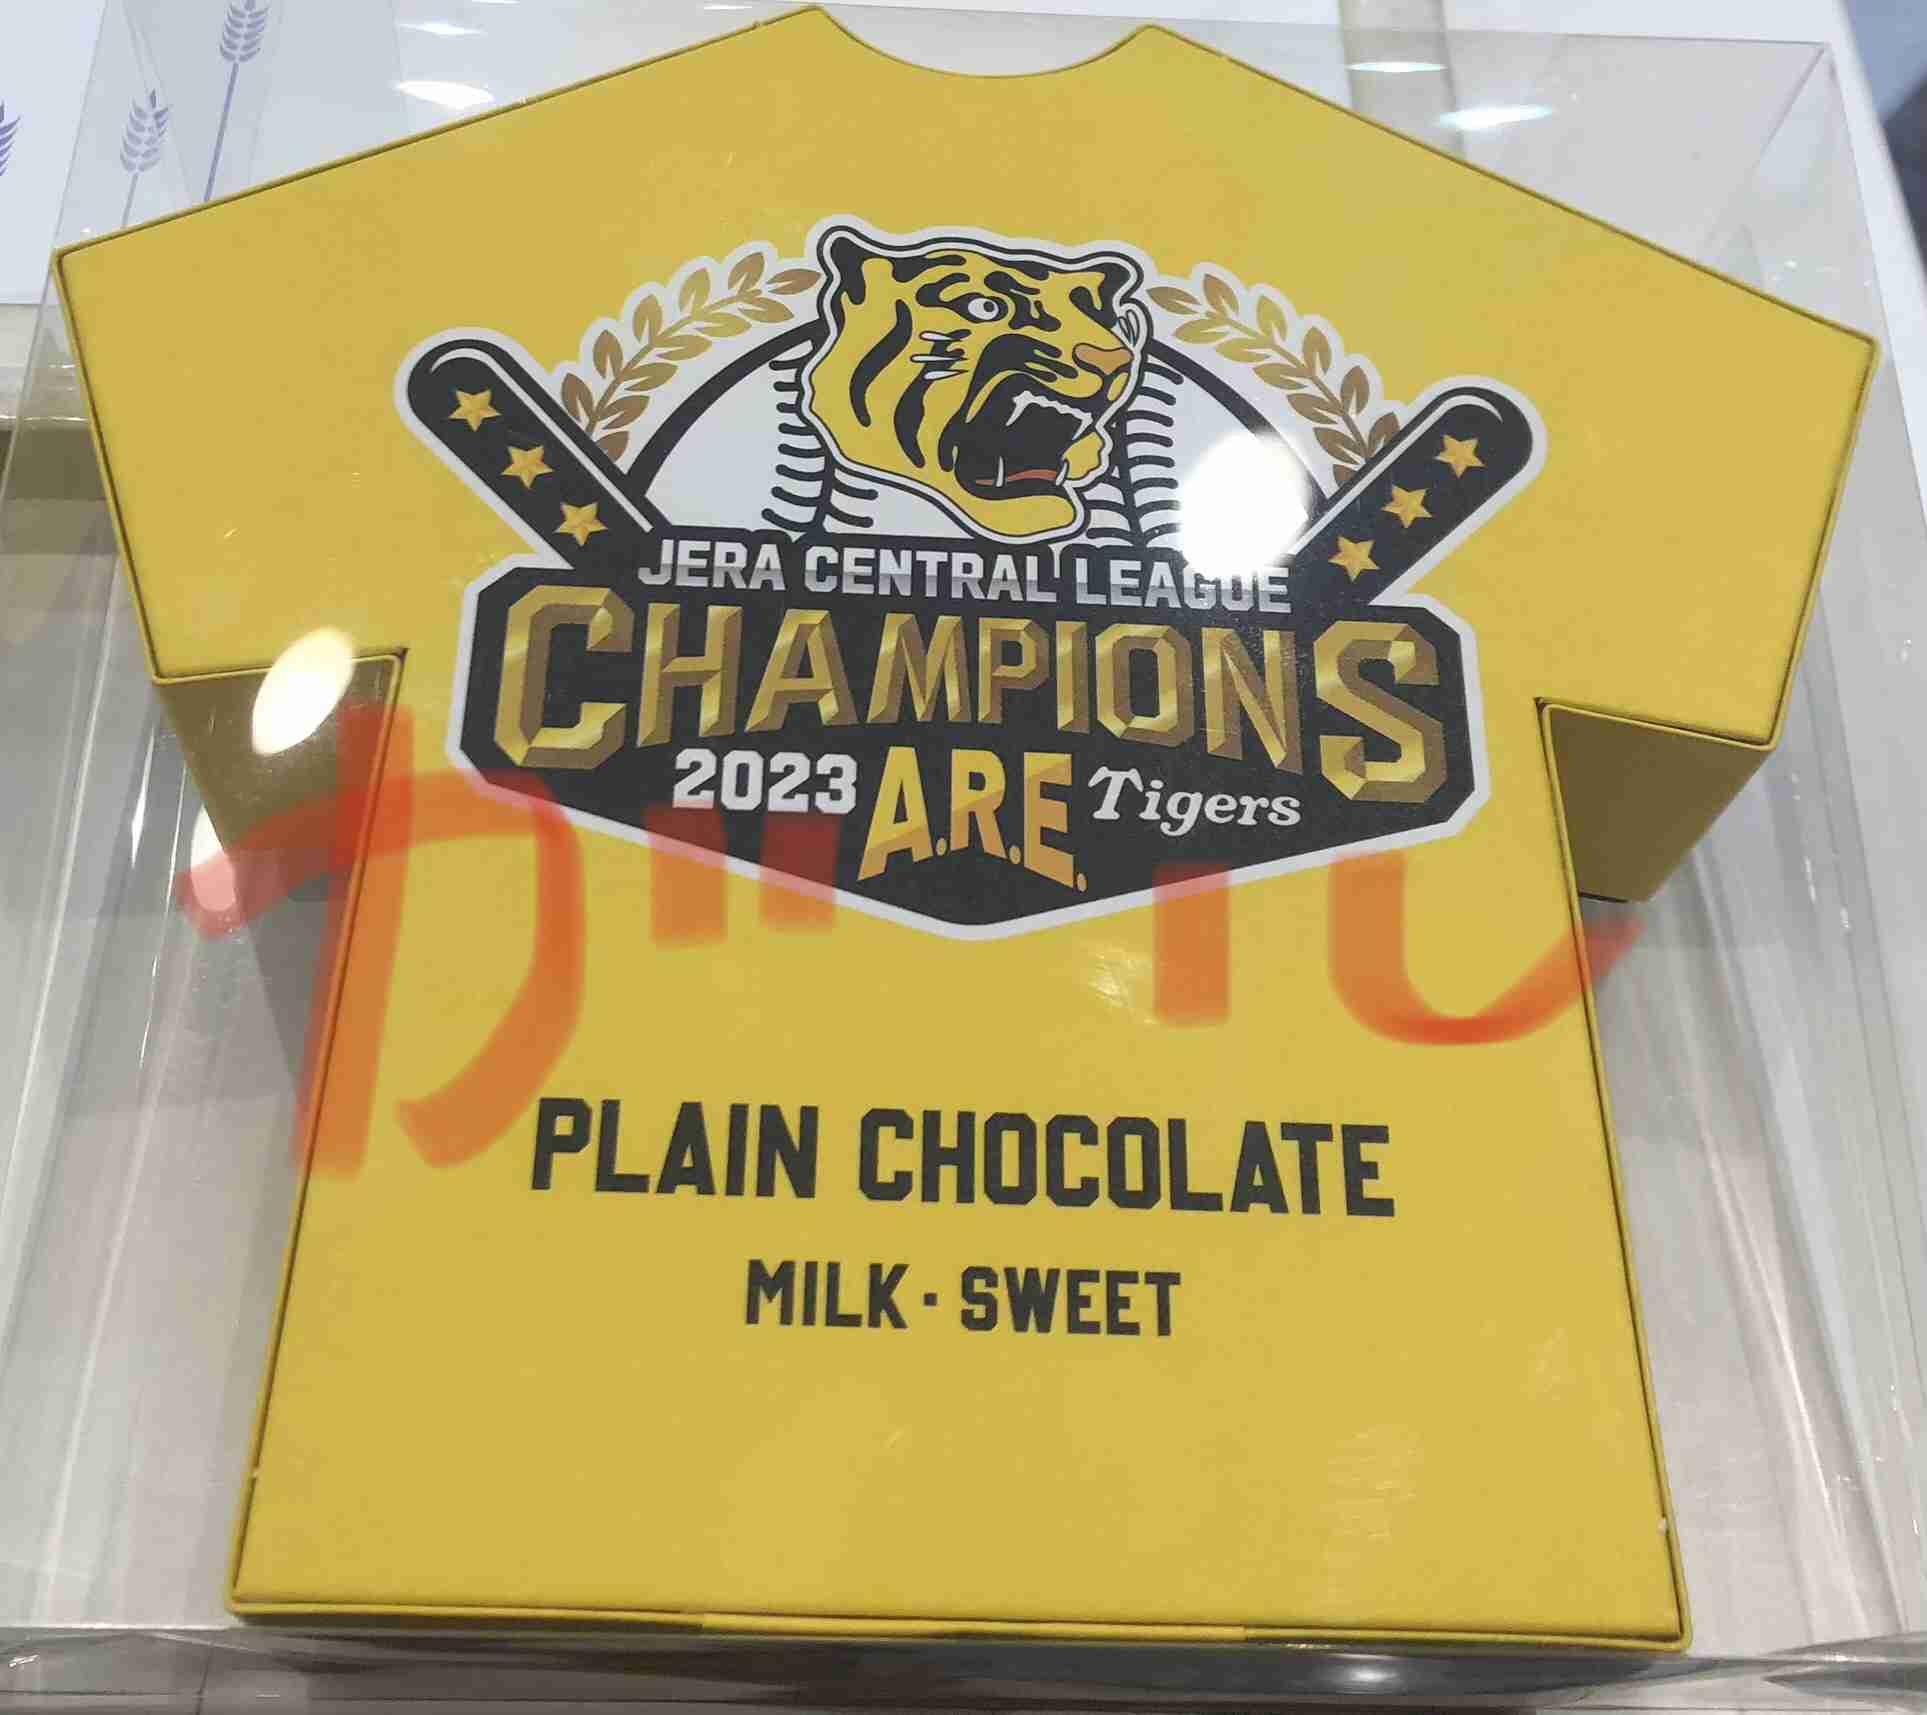 JERA CENTRAL LEAGUE
CHAMPIONS
2023 A.R.E. Tigers
PLAIN CHOCOLATE
MILK・SWEET